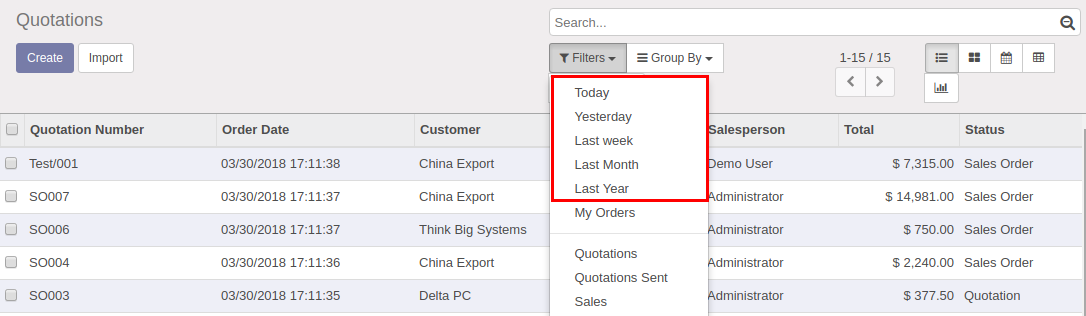 Quotations
Search...
Create Import
Filters Group By 1-15 / 15
Today
Yesterday
Last week
Last Month
Last Year
My Orders
Quotations
Quotations Sent
Sales
Quotation Number Order Date Customer Salesperson Total Status
Test/001 03/30/2018 17:11:38 China Export Demo User $ 7,315.00 Sales Order
SO007 03/30/2018 17:11:37 China Export Administrator $ 14,981.00 Sales Order
SO006 03/30/2018 17:11:37 Think Big Systems Administrator $ 750.00 Sales Order
SO004 03/30/2018 17:11:36 China Export Administrator $ 2,240.00 Sales Order
SO003 03/30/2018 17:11:35 Delta PC Administrator $ 377.50 Quotation